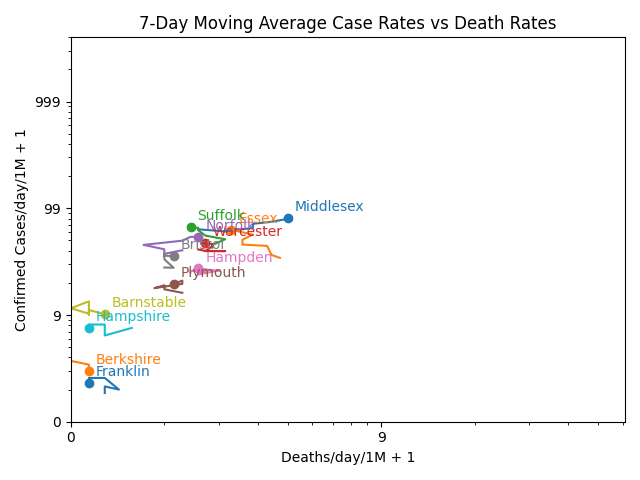 7-Day Moving Average Case Rates vs Death Rates
Confirmed Cases/day/1M + 1
999
99
9
0
Middlesex
Suffolk
Essex
Norfolk
Worcester
Bristol
Hampden
Plymouth
Barnstable
Hampshire
Berkshire
Franklin
0
9
Deaths/day/1M + 1